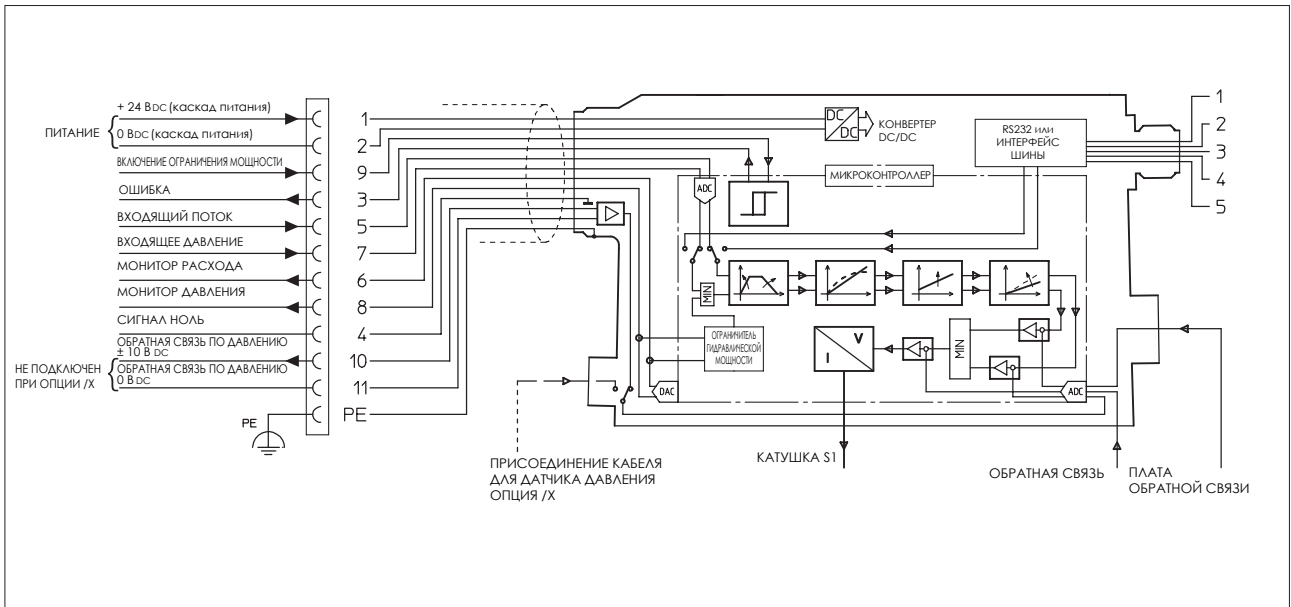 + 24 BDC (каскад питания)
ПИТАНИЕ
0 BDC (каскад питания)
ВКЛЮЧЕНИЕ ОГРАНИЧЕНИЯ МОЩНОСТИ
ОШИБКА
ВХОДЯЩИЙ ПОТОК
ВХОДЯЩЕЕ ДАВЛЕНИЕ
МОНИТОР РАСХОДА
МОНИТОР ДАВЛЕНИЯ
СИГНАЛ НОЛЬ
ОБРАТНАЯ СВЯЗЬ ПО ДАВЛЕНИЮ
± 10 В DC
НЕ ПОДКЛЮЧЕН
ПРИ ОПЦИИ /X
ОБРАТНАЯ СВЯЗЬ ПО ДАВЛЕНИЮ
0 В DC
PE
1
2
9
3
5
7
6
8
4
10
11
PE
DC
DC
КОНВЕРТЕР
DC/DC
RS232 или
ИНТЕРФЕЙС
ШИНЫ
1
2
3
4
5
МИКРОКОНТРОЛЛЕР
ADC
MIN
ОГРАНИЧИТЕЛЬ
ГИДРАВЛИЧЕСКОЙ
МОЩНОСТИ
V
I
MIN
DAC
ADC
ПРИСОЕДИНЕНИЕ КАБЕЛЯ
ДЛЯ ДАТЧИКА ДАВЛЕНИЯ
ОПЦИЯ /X
КАТУШКА S1
ОБРАТНАЯ СВЯЗЬ
ПЛАТА
ОБРАТНОЙ СВЯЗИ